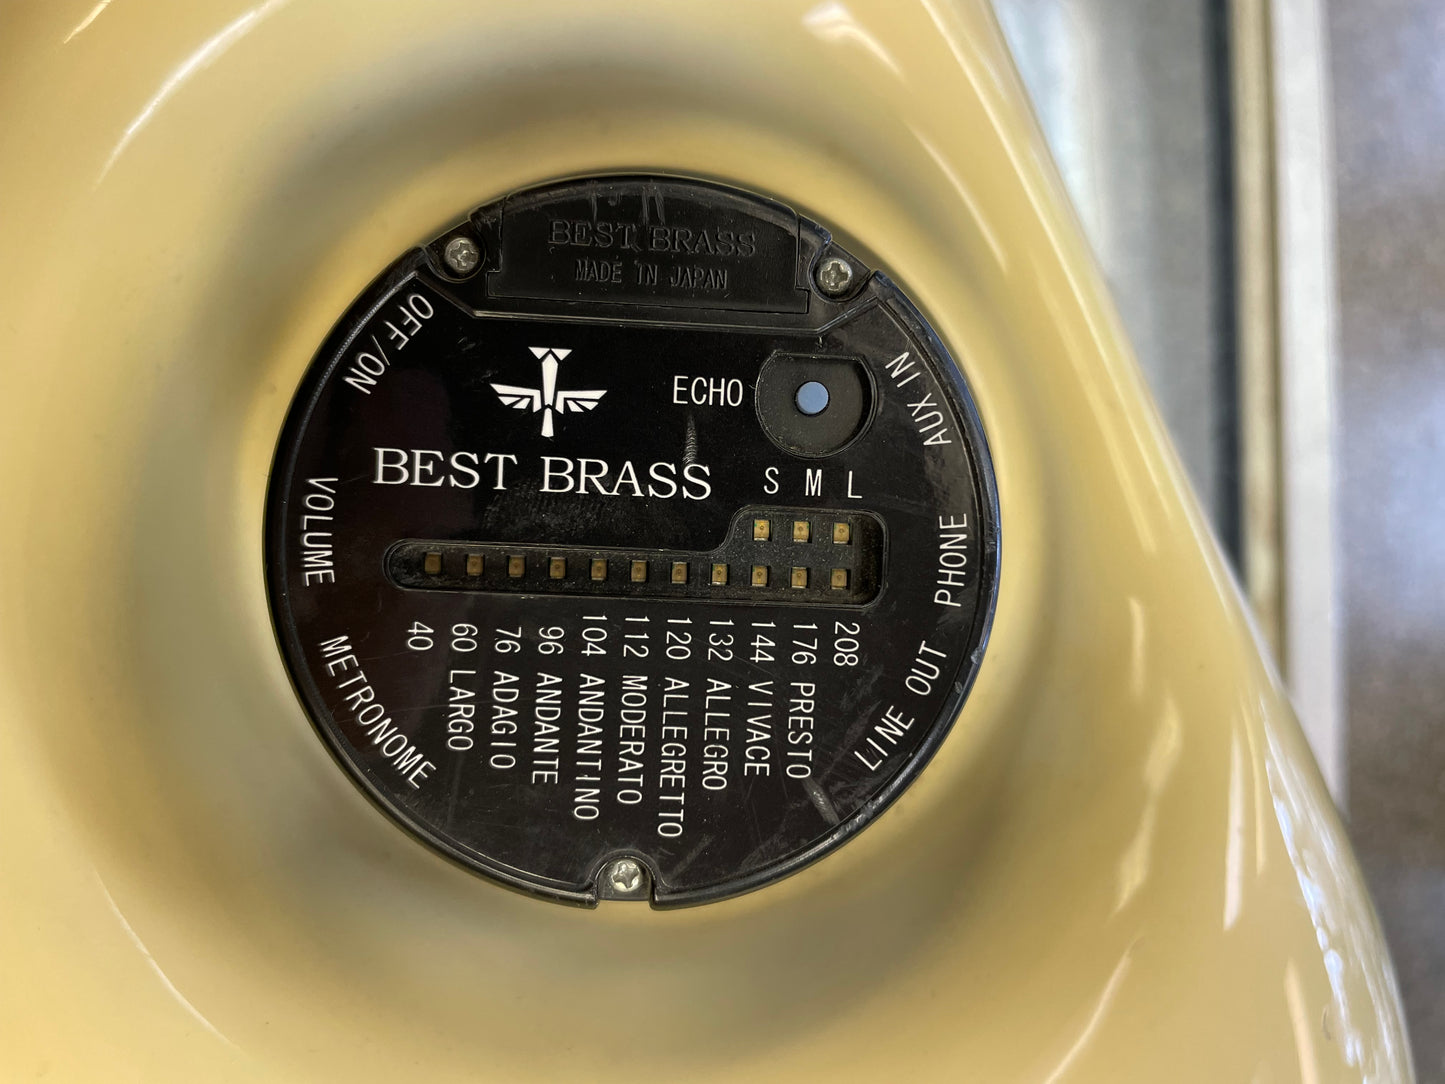 BEST BRASS
MADE IN JAPAN
OFF/ON
ECHO
AUX IN
BEST BRASS
S M L
VOLUME
PHONE
METRONOME
LINE OUT
40
60 LARGO
76 ADAGIO
96 ANDANTE
104 ANDANTINO
112 MODERATO
120 ALLEGRETTO
132 ALLEGRO
144 VIVACE
176 PRESTO
208